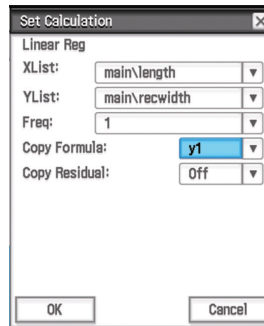 Set Calculation
Linear Reg
XList: main\length
YList: main\recwidth
Freq: 1
Copy Formula: y1
Copy Residual: Off
OK Cancel